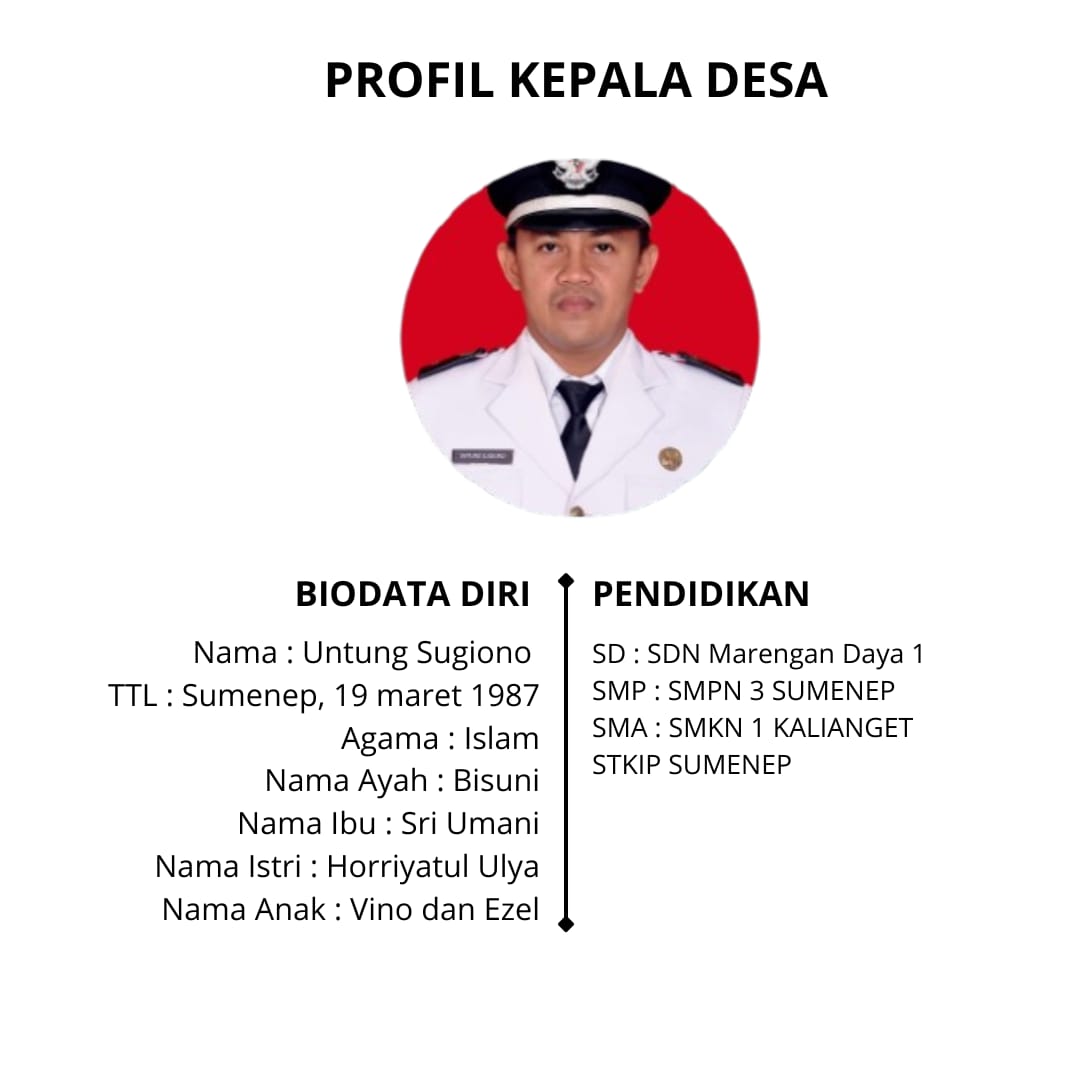 PROFIL KEPALA DESA
BIODATA DIRI
Nama : Untung Sugiono
TTL : Sumenep, 19 maret 1987
Agama : Islam
Nama Ayah : Bisuni
Nama Ibu : Sri Umani
Nama Istri : Horriyatul Ulya
Nama Anak : Vino dan Ezel
PENDIDIKAN
SD : SDN Marengan Daya 1
SMP : SMPN 3 SUMENEP
SMA : SMKN 1 KALIANGET
STKIP SUMENEP